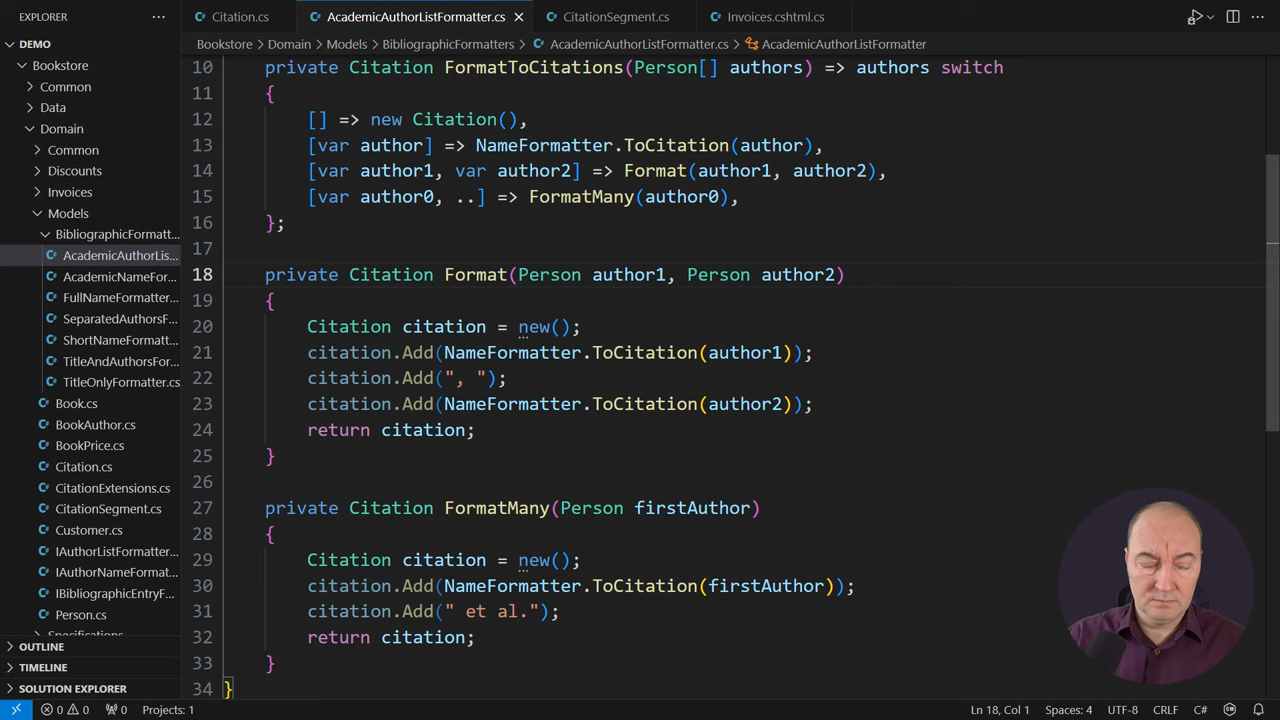 EXPLORER
···
DEMO
Bookstore
Common
Data
Domain
Common
Discounts
Invoices
Models
BibliographicFormatt...
AcademicAuthorLis...
AcademicNameFor...
FullNameFormatter...
SeparatedAuthorsF...
ShortNameFormatt...
TitleAndAuthorsFor...
TitleOnlyFormatter.cs
Book.cs
BookAuthor.cs
BookPrice.cs
Citation.cs
CitationExtensions.cs
CitationSegment.cs
Customer.cs
IAuthorListFormatter...
IAuthorNameFormat...
IBibliographicEntryF...
Person.cs
Specifications
OUTLINE
TIMELINE
SOLUTION EXPLORER
Citation.cs AcademicAuthorListFormatter.cs CitationSegment.cs Invoices.cshtml.cs
Bookstore > Domain > Models > BibliographicFormatters > AcademicAuthorListFormatter.cs > AcademicAuthorListFormatter
10 private Citation FormatToCitations(Person[] authors) => authors switch
11 {
12 [] => new Citation(),
13 [var author] => NameFormatter.ToCitation(author),
14 [var author1, var author2] => Format(author1, author2),
15 [var author0, ..] => FormatMany(author0),
16 };
17
18 private Citation Format(Person author1, Person author2)
19 {
20 Citation citation = new();
21 citation.Add(NameFormatter.ToCitation(author1));
22 citation.Add(", ");
23 citation.Add(NameFormatter.ToCitation(author2));
24 return citation;
25 }
26
27 private Citation FormatMany(Person firstAuthor)
28 {
29 Citation citation = new();
30 citation.Add(NameFormatter.ToCitation(firstAuthor));
31 citation.Add(" et al.");
32 return citation;
33 }
34 }
0 0 0 Projects: 1 Ln 18, Col 1 Spaces: 4 UTF-8 CRLF C#